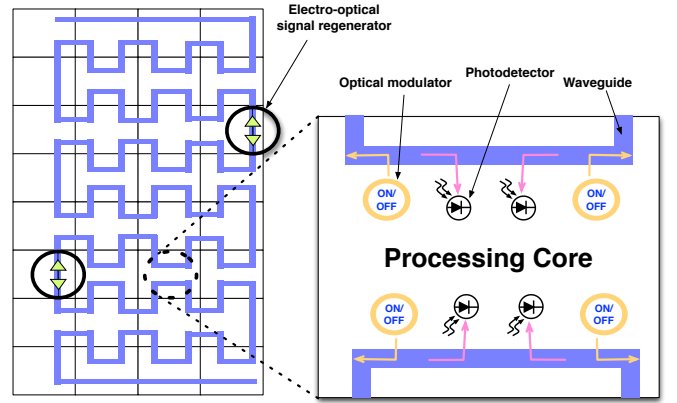 Electro-optical
signal regenerator
Optical modulator
Photodetector
Waveguide
ON/
OFF
ON/
OFF
Processing Core
ON/
OFF
ON/
OFF